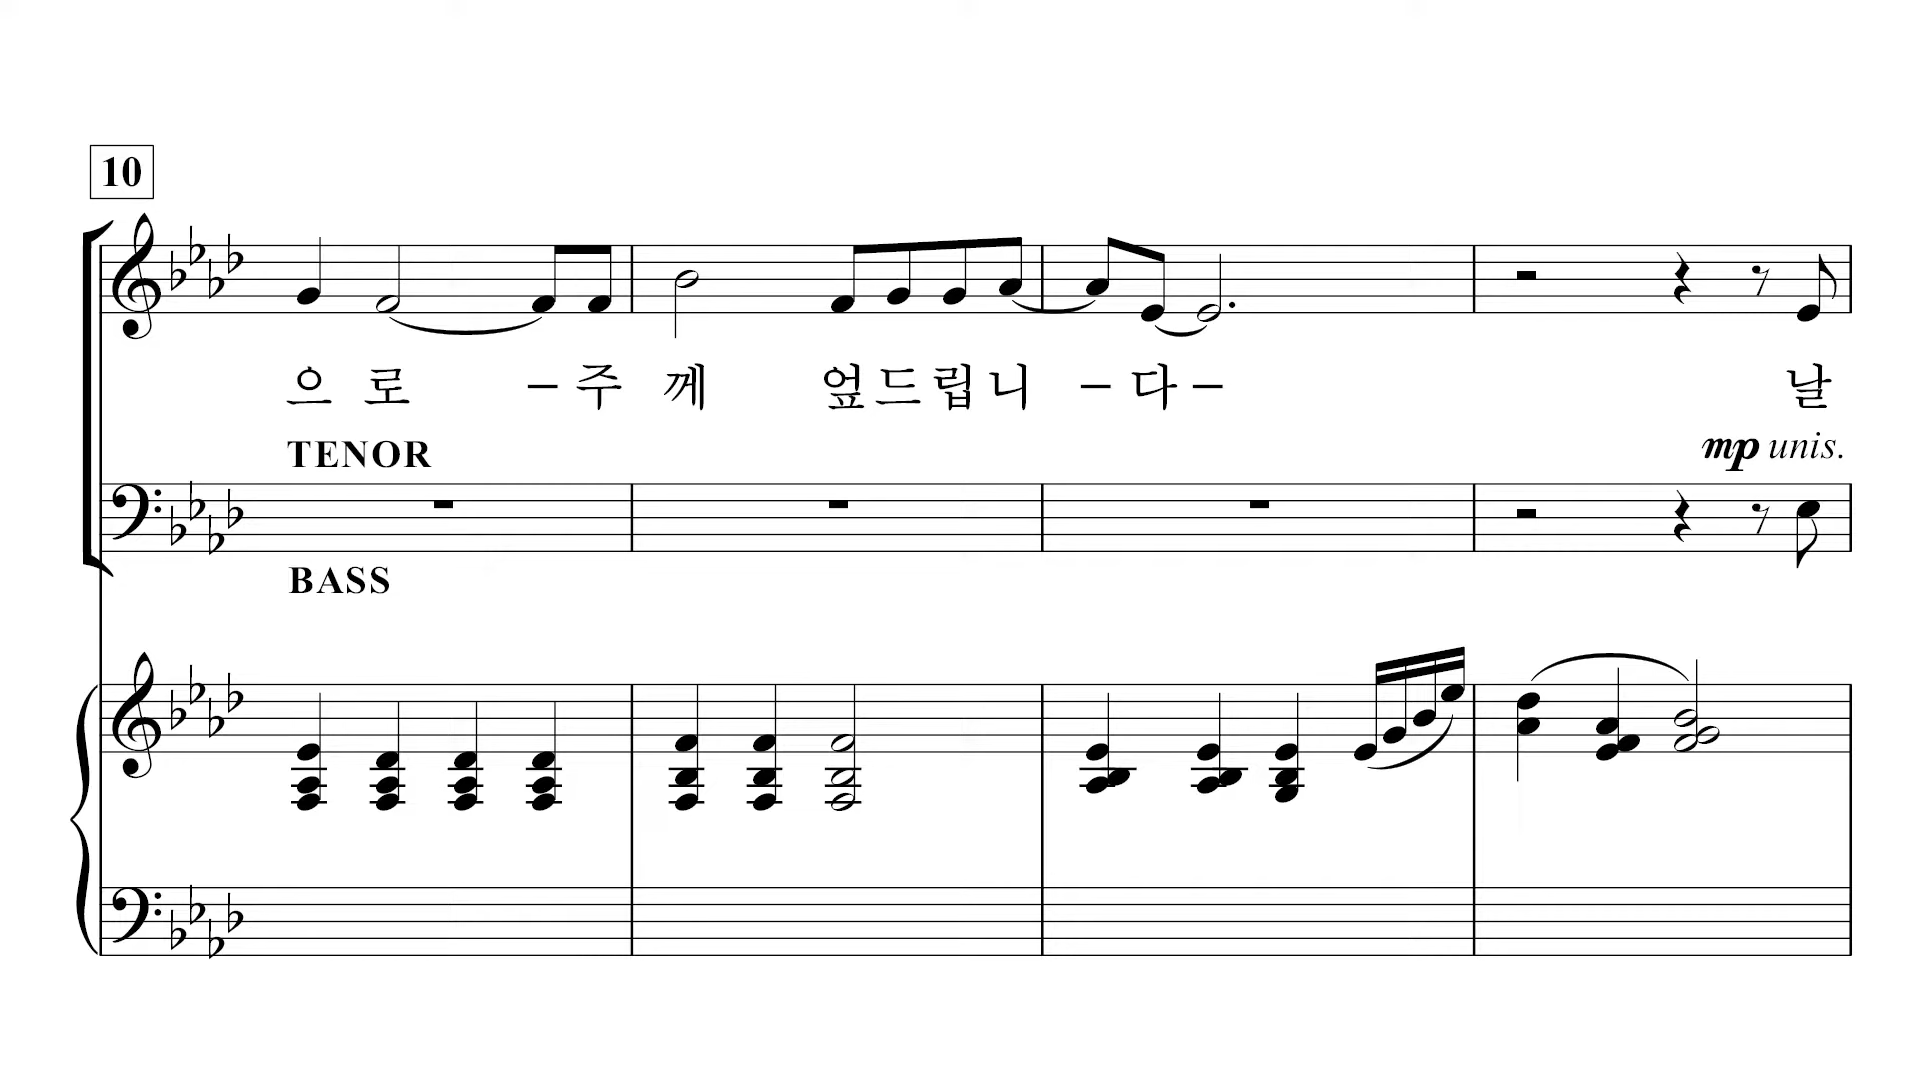 10
으 로 – 주 께 엎 드 립 니 – 다 – 날
TENOR
mp unis.
BASS